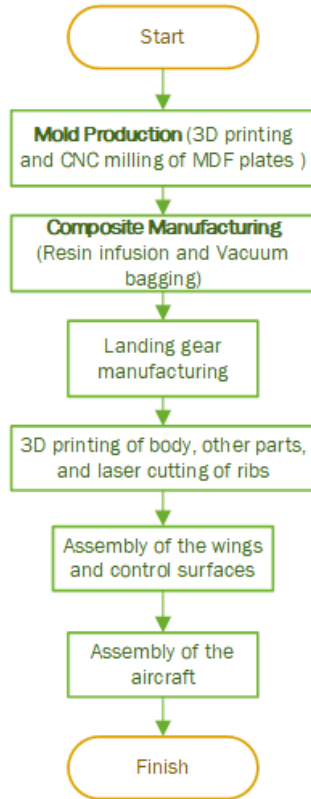 Start
Mold Production (3D printing
and CNC milling of MDF plates )
Composite Manufacturing
(Resin infusion and Vacuum
bagging)
Landing gear
manufacturing
3D printing of body, other parts,
and laser cutting of ribs
Assembly of the wings
and control surfaces
Assembly of the
aircraft
Finish